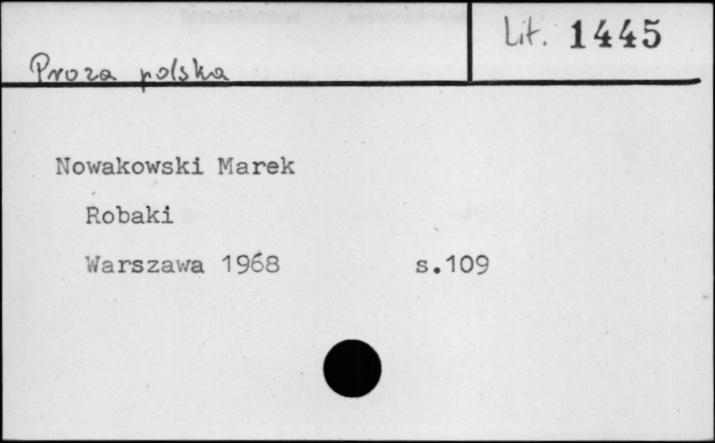 Lit. 1445
Proza polska
Nowakowski Marek
Robaki
Warszawa 1968 s.109